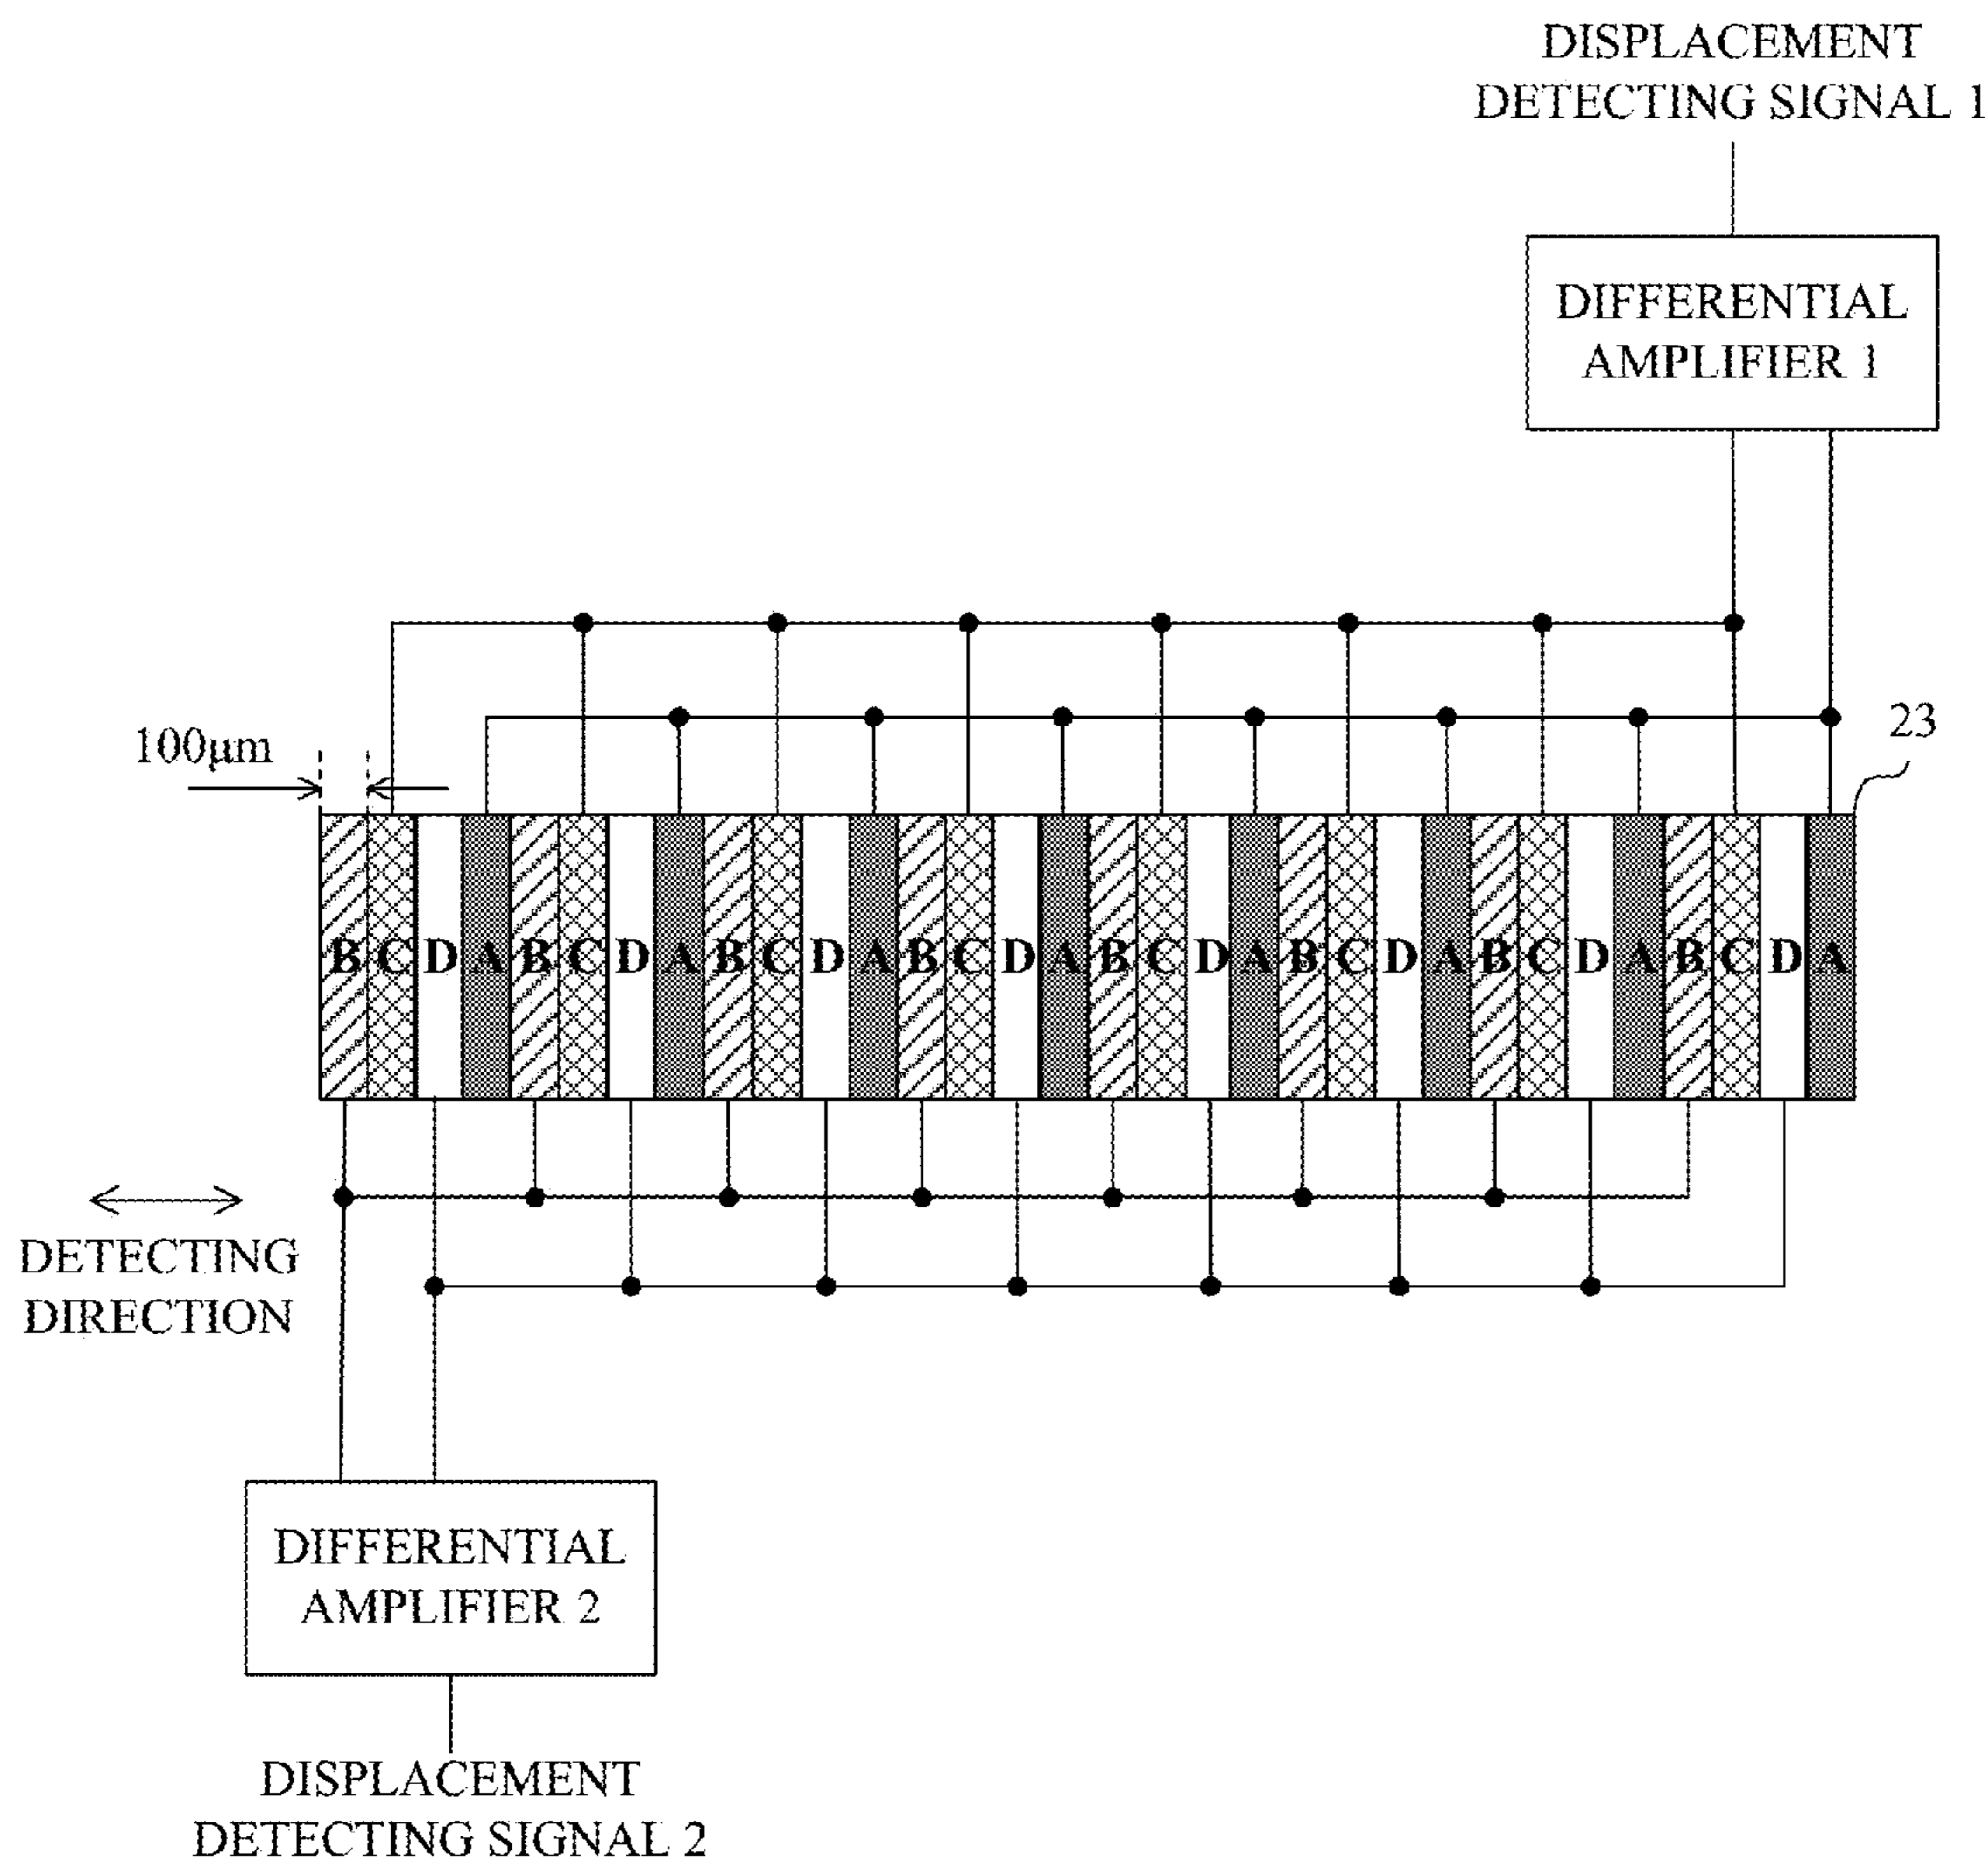 DISPLACEMENT
DETECTING SIGNAL 1
DIFFERENTIAL
AMPLIFIER 1
100μm
23
B C D A B C D A B C D A B C D A B C D A B C D A B C D A B C D A
DETECTING
DIRECTION
DIFFERENTIAL
AMPLIFIER 2
DISPLACEMENT
DETECTING SIGNAL 2